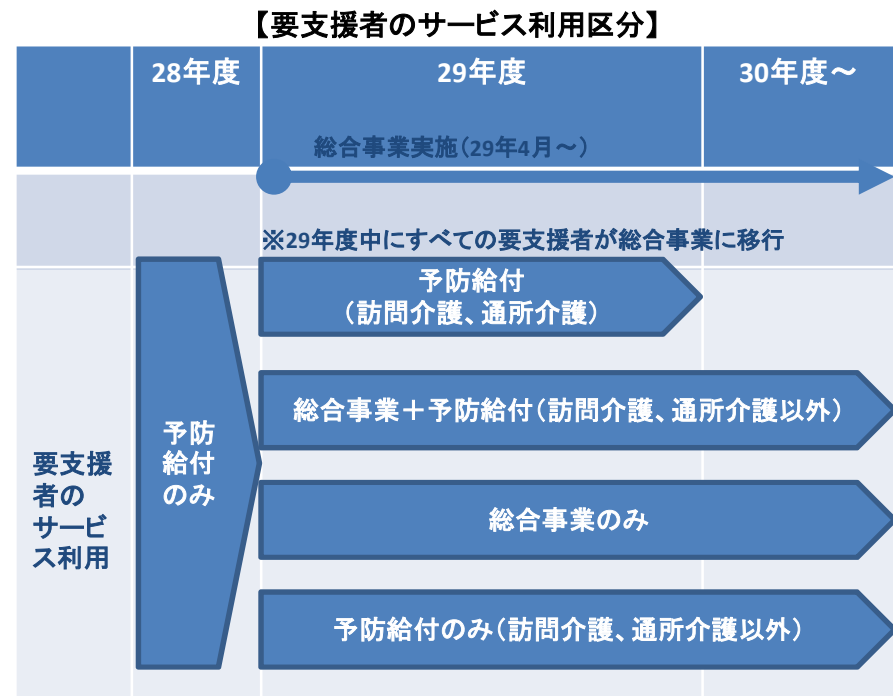 【要支援者のサービス利用区分】
28年度
29年度
30年度～
総合事業実施（29年4月～）
※29年度中にすべての要支援者が総合事業に移行
予防給付
（訪問介護、通所介護）
総合事業＋予防給付（訪問介護、通所介護以外）
予防
給付
のみ
要支援
者の
サービ
ス利用
総合事業のみ
予防給付のみ（訪問介護、通所介護以外）